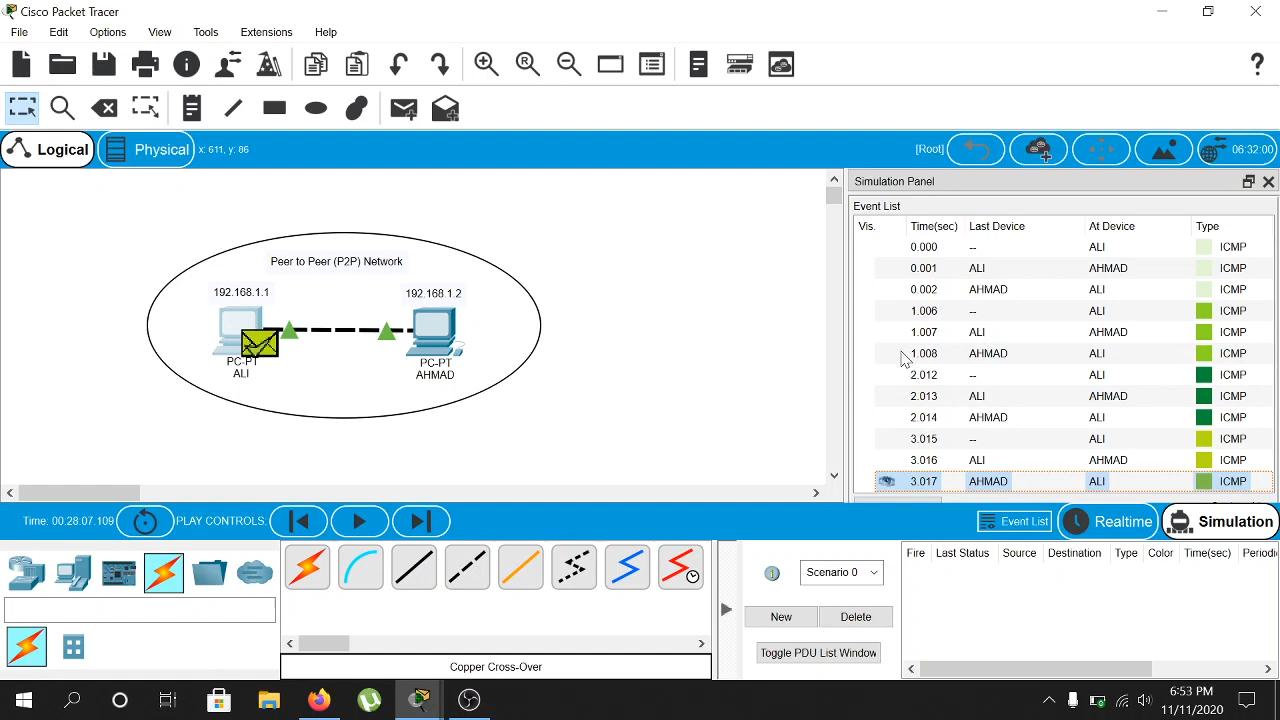 Cisco Packet Tracer
File Edit Options View Tools Extensions Help
Logical Physical x: 611, y: 86 [Root] 06:32:00
Simulation Panel
Event List
Vis. Time(sec) Last Device At Device Type
0.000 -- ALI ICMP
0.001 ALI AHMAD ICMP
0.002 AHMAD ALI ICMP
1.006 -- ALI ICMP
1.007 ALI AHMAD ICMP
1.008 AHMAD ALI ICMP
2.012 -- ALI ICMP
2.013 ALI AHMAD ICMP
2.014 AHMAD ALI ICMP
3.015 -- ALI ICMP
3.016 ALI AHMAD ICMP
3.017 AHMAD ALI ICMP
Peer to Peer (P2P) Network
192.168.1.1 192.168.1.2
PC-PT PC-PT
ALI AHMAD
Time: 00:28:07.109 PLAY CONTROLS: Event List Realtime Simulation
Fire Last Status Source Destination Type Color Time(sec) Periodi
Scenario 0
New Delete
Toggle PDU List Window
Copper Cross-Over
6:53 PM
11/11/2020